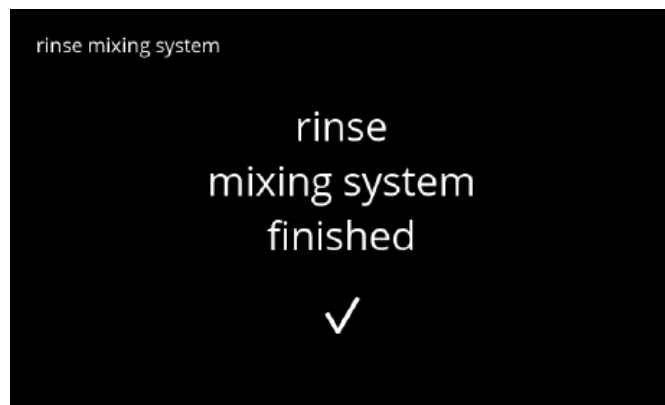 rinse mixing system
rinse
mixing system
finished